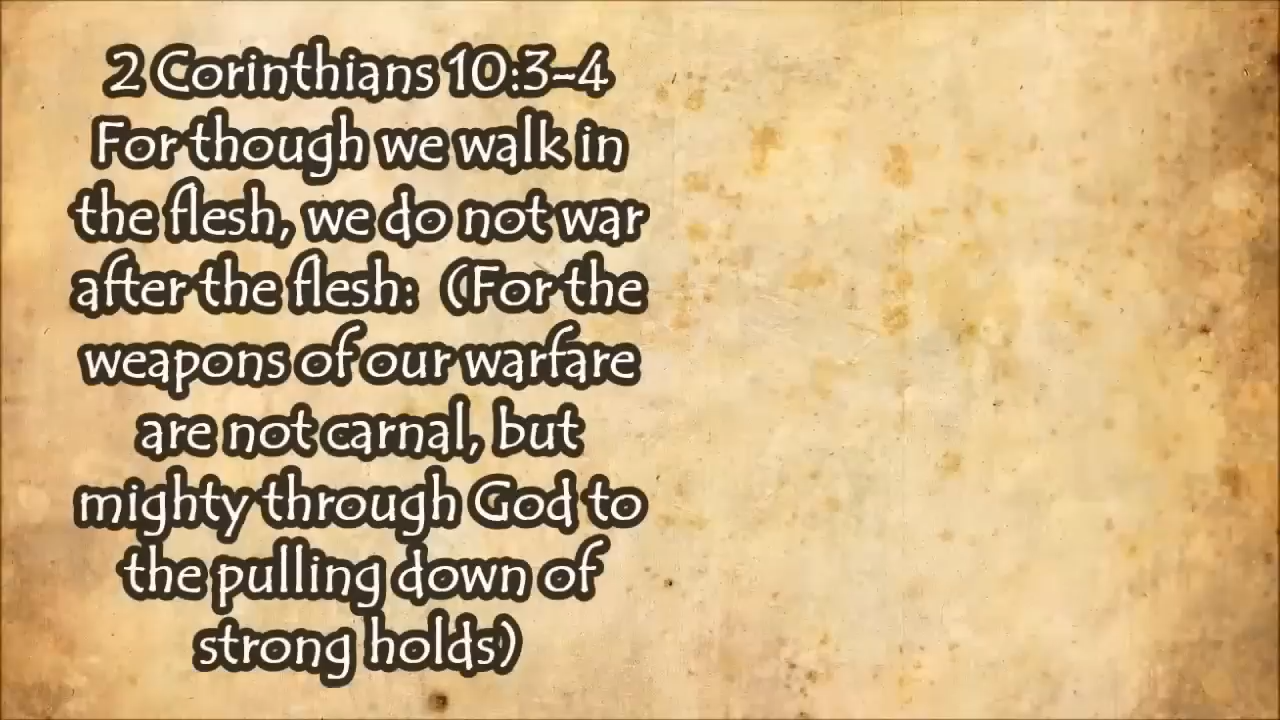 2 Corinthians 10:3-4
For though we walk in
the flesh, we do not war
after the flesh:  (For the
weapons of our warfare
are not carnal, but
mighty through God to
the pulling down of
strong holds)